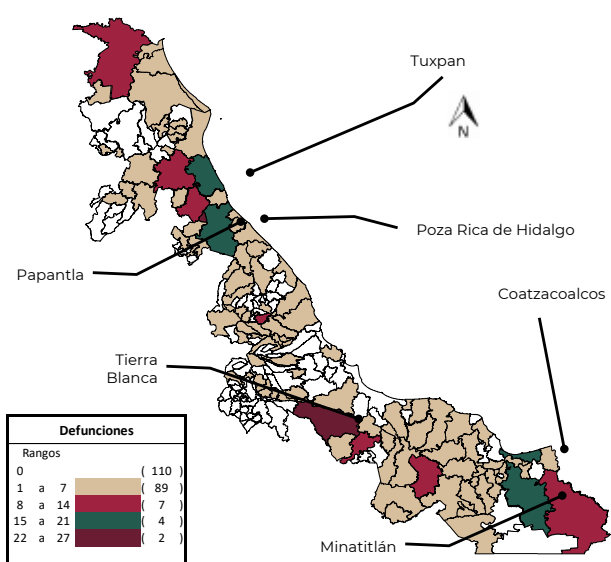 Tuxpan
N
Poza Rica de Hidalgo
Papantla
Coatzacoalcos
Tierra
Blanca
Defunciones
Rangos
0 ( 110 )
1 a 7 ( 89 )
8 a 14 ( 7 )
15 a 21 ( 4 )
22 a 27 ( 2 )
Minatitlán